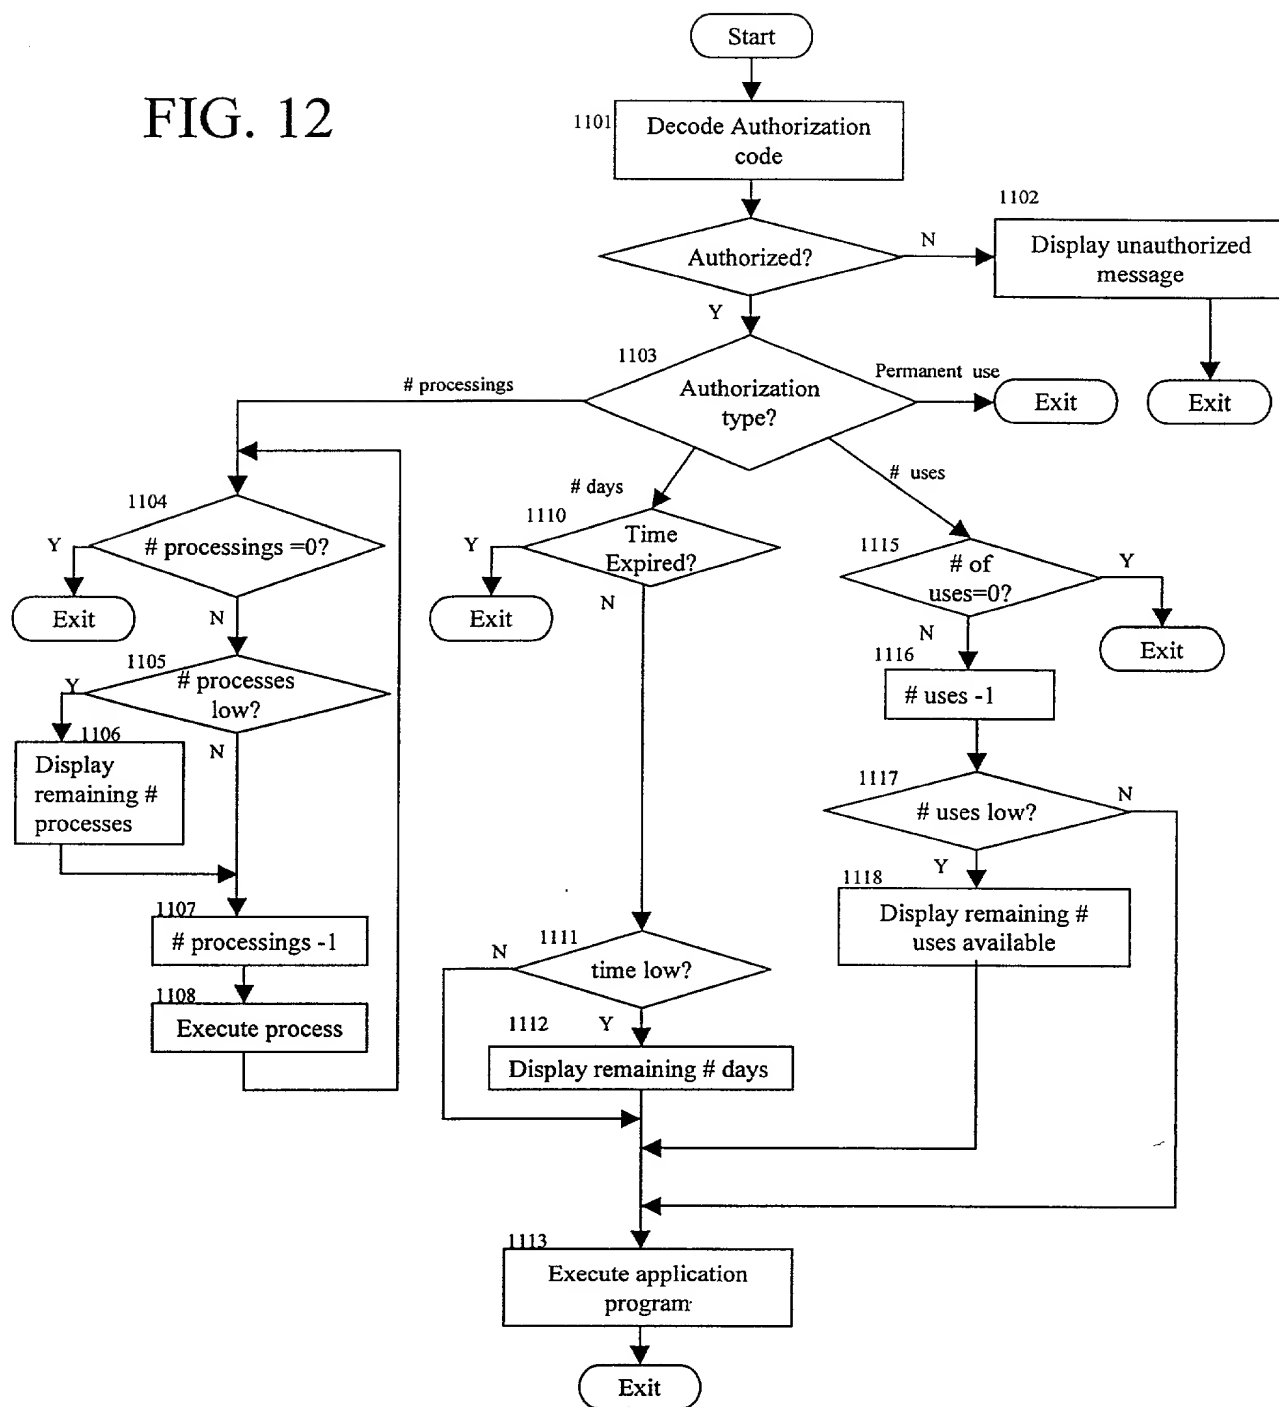 Start
FIG. 12
1101
Decode Authorization
code
1102
Authorized?
N
Display unauthorized
message
Y
1103
# processings
Authorization
type?
Permanent use
Exit
Exit
# days
# uses
1104
# processings =0?
Y
Exit
N
1110
Time
Expired?
Y
Exit
N
1115
# of
uses=0?
Y
Exit
N
1105
# processes
low?
Y
N
1106
Display
remaining #
processes
1116
# uses -1
1117
# uses low?
N
Y
1107
# processings -1
1108
Execute process
1118
Display remaining #
uses available
1111
time low?
N
Y
1112
Display remaining # days
1113
Execute application
program
Exit